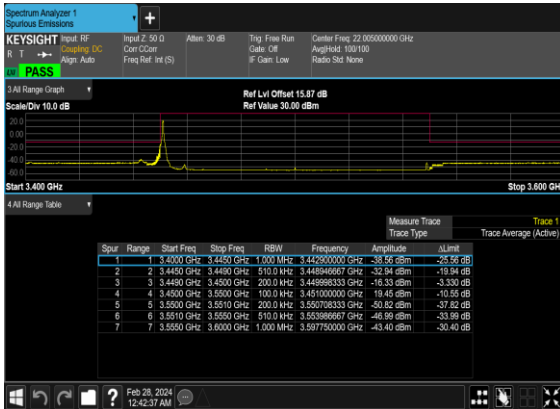 Spectrum Analyzer 1
Spurious Emissions
KEYSIGHT Input: RF Input Z: 50 Ω Atten: 30 dB Trig: Free Run Center Freq: 22.005000000 GHz
R T Coupling: DC Corr CCorr Gate: Off Avg|Hold: 100/100
Align: Auto Freq Ref: Int (S) IF Gain: Low Radio Std: None
PASS
3 All Range Graph Ref Lvl Offset 15.87 dB
Scale/Div 10.0 dB Ref Value 30.00 dBm
20.0
10.0
0.00
-20.0
-40.0
-60.0
Start 3.400 GHz Stop 3.600 GH
4 All Range Table
Measure Trace Trace 1
Trace Type Trace Average (Active)
Spur Range Start Freq Stop Freq RBW Frequency Amplitude ΔLimit
1 1 3.4000 GHz 3.4450 GHz 1.000 MHz 3.442900000 GHz -38.56 dBm -25.56 dB
2 2 3.4450 GHz 3.4490 GHz 510.0 kHz 3.448946667 GHz -32.94 dBm -19.94 dB
3 3 3.4490 GHz 3.4500 GHz 200.0 kHz 3.449998333 GHz -16.33 dBm -3.330 dB
4 4 3.4500 GHz 3.5500 GHz 100.0 kHz 3.451000000 GHz 19.45 dBm -10.55 dB
5 5 3.5500 GHz 3.5510 GHz 200.0 kHz 3.550708333 GHz -50.82 dBm -37.82 dB
6 6 3.5510 GHz 3.5550 GHz 510.0 kHz 3.553986667 GHz -46.99 dBm -33.99 dB
7 7 3.5550 GHz 3.6000 GHz 1.000 MHz 3.597750000 GHz -43.40 dBm -30.40 dB
Feb 28, 2024
12:42:37 AM